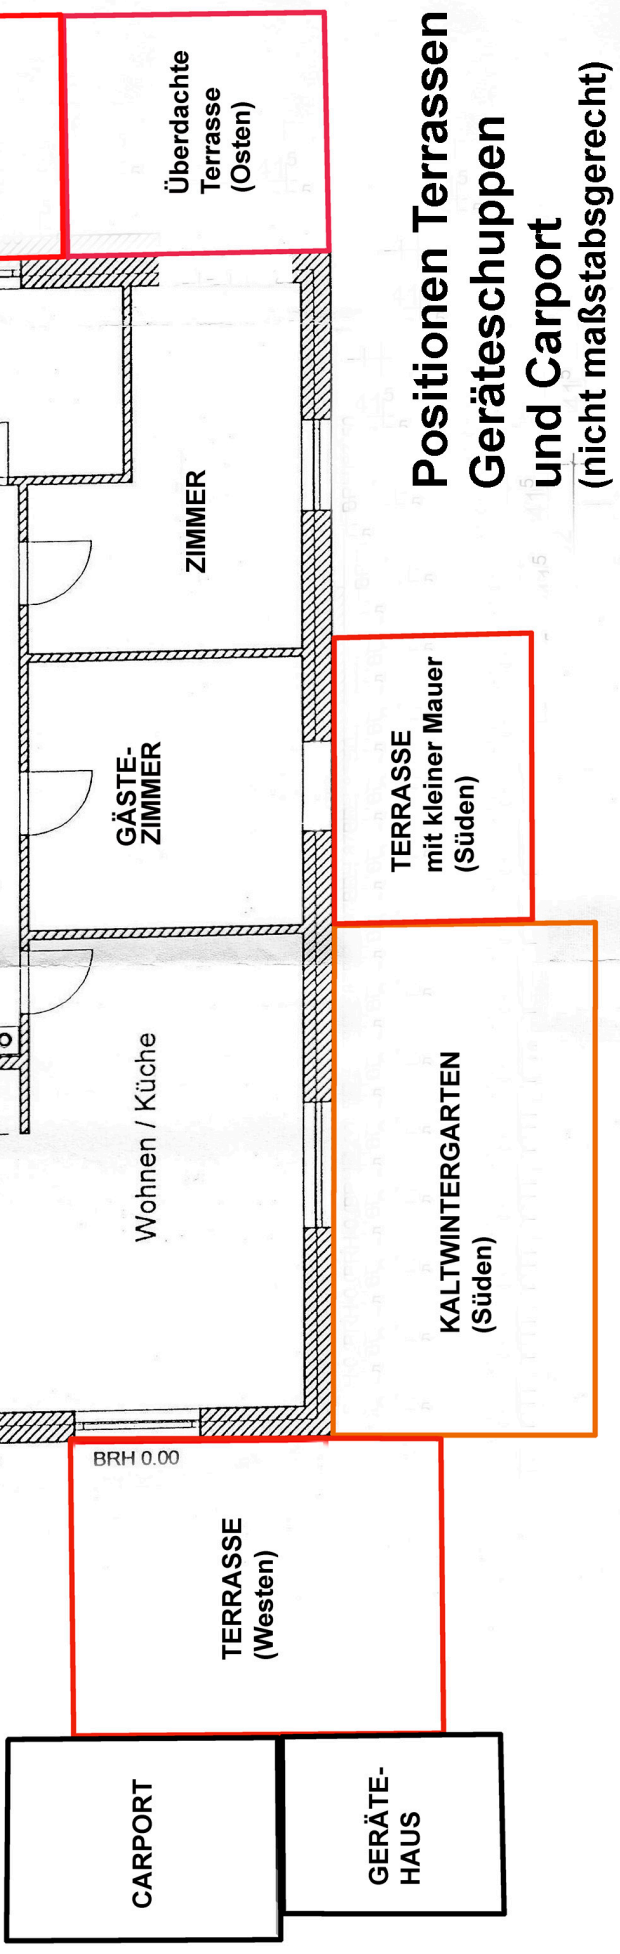 Positionen Terrassen
Geräteschuppen
und Carport
(nicht maßstabsgerecht)
CARPORT
GERÄTE-
HAUS
TERRASSE
(Westen)
BRH 0.00
Wohnen / Küche
KALTWINTERGARTEN
(Süden)
GÄSTE-
ZIMMER
TERRASSE
mit kleiner Mauer
(Süden)
ZIMMER
Überdachte
Terrasse
(Osten)